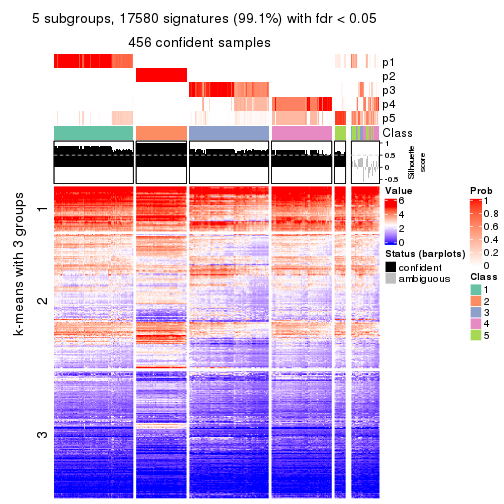 5 subgroups, 17580 signatures (99.1%) with fdr < 0.05
456 confident samples
p1
p2
p3
p4
p5
Class
1
0.5
0
-0.5
Silhouette
score
k-means with 3 groups
1
2
3
Value
6
4
2
0
Status (barplots)
confident
ambiguous
Prob
1
0.8
0.6
0.4
0.2
0
Class
1
2
3
4
5